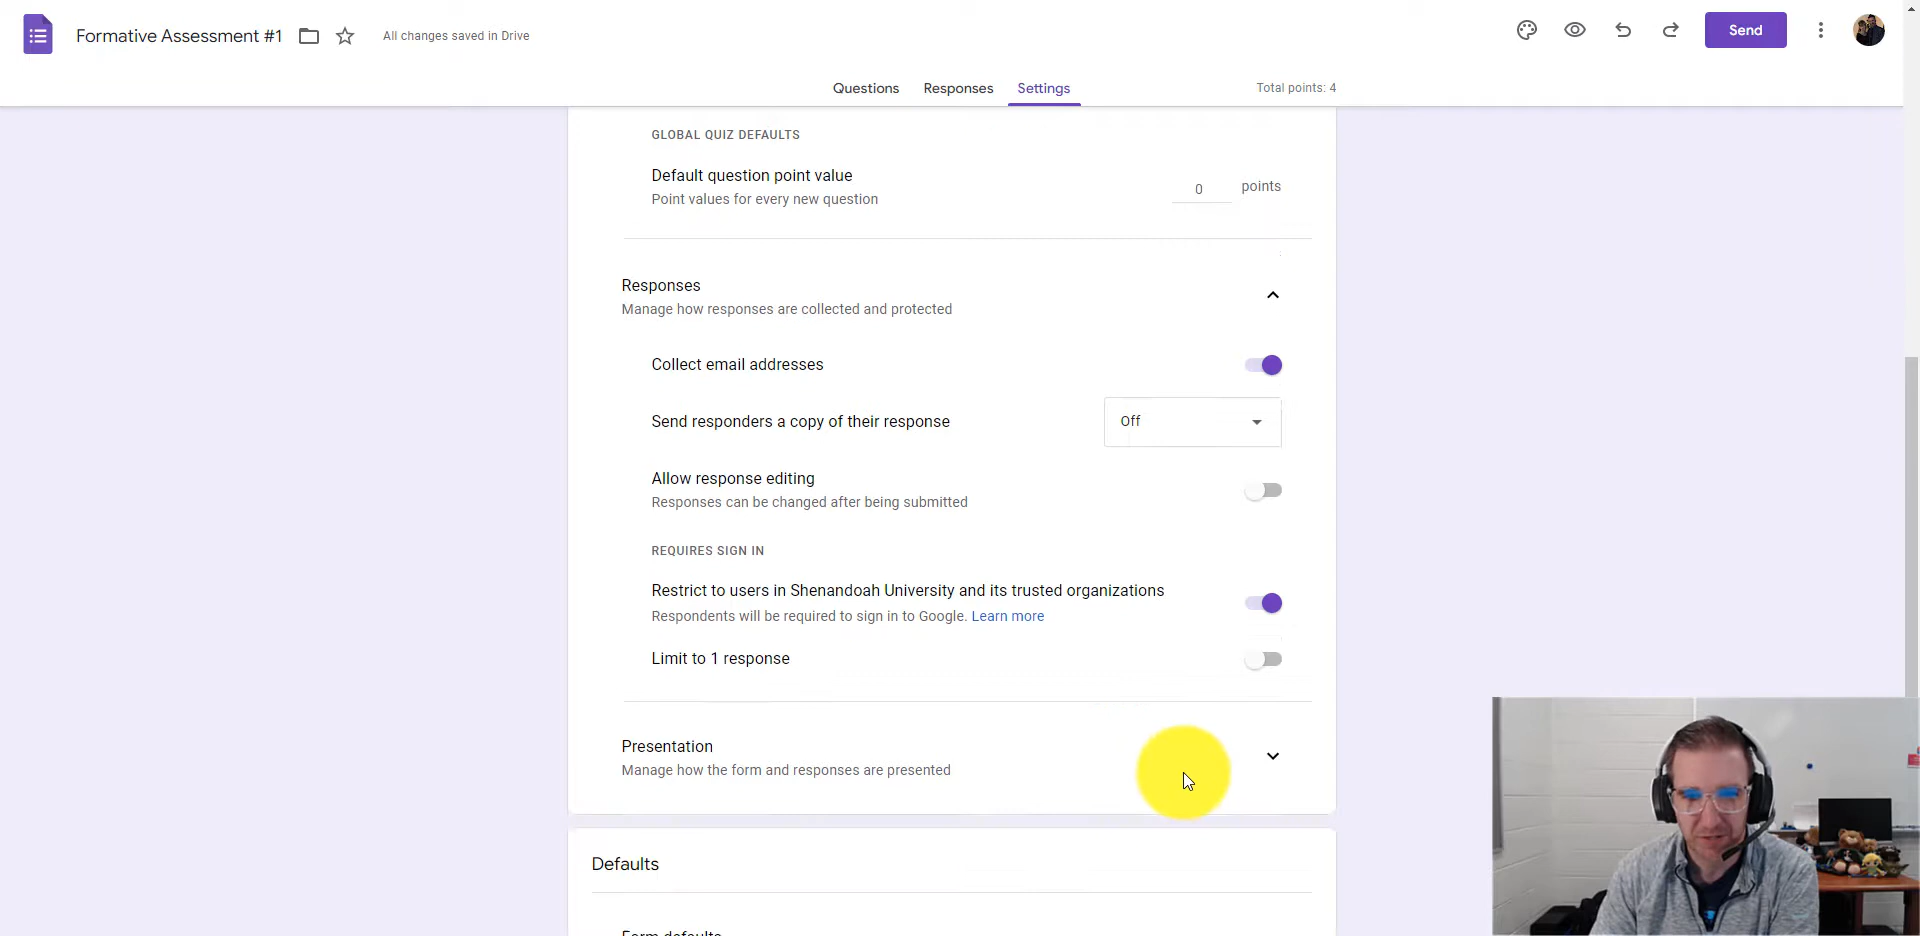 Formative Assessment #1
All changes saved in Drive
Send
Questions
Responses
Settings
Total points: 4
GLOBAL QUIZ DEFAULTS
Default question point value
Point values for every new question
0 points
Responses
Manage how responses are collected and protected
Collect email addresses
Send responders a copy of their response
Off
Allow response editing
Responses can be changed after being submitted
REQUIRES SIGN IN
Restrict to users in Shenandoah University and its trusted organizations
Respondents will be required to sign in to Google. Learn more
Limit to 1 response
Presentation
Manage how the form and responses are presented
Defaults
Form defaults